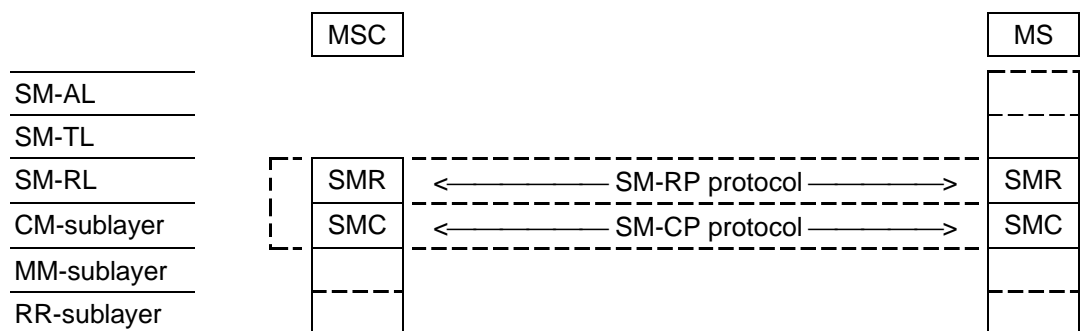 MSC MS
SM-AL
SM-TL
SM-RL SMR <———— SM-RP protocol ————> SMR
CM-sublayer SMC <———— SM-CP protocol ————> SMC
MM-sublayer
RR-sublayer